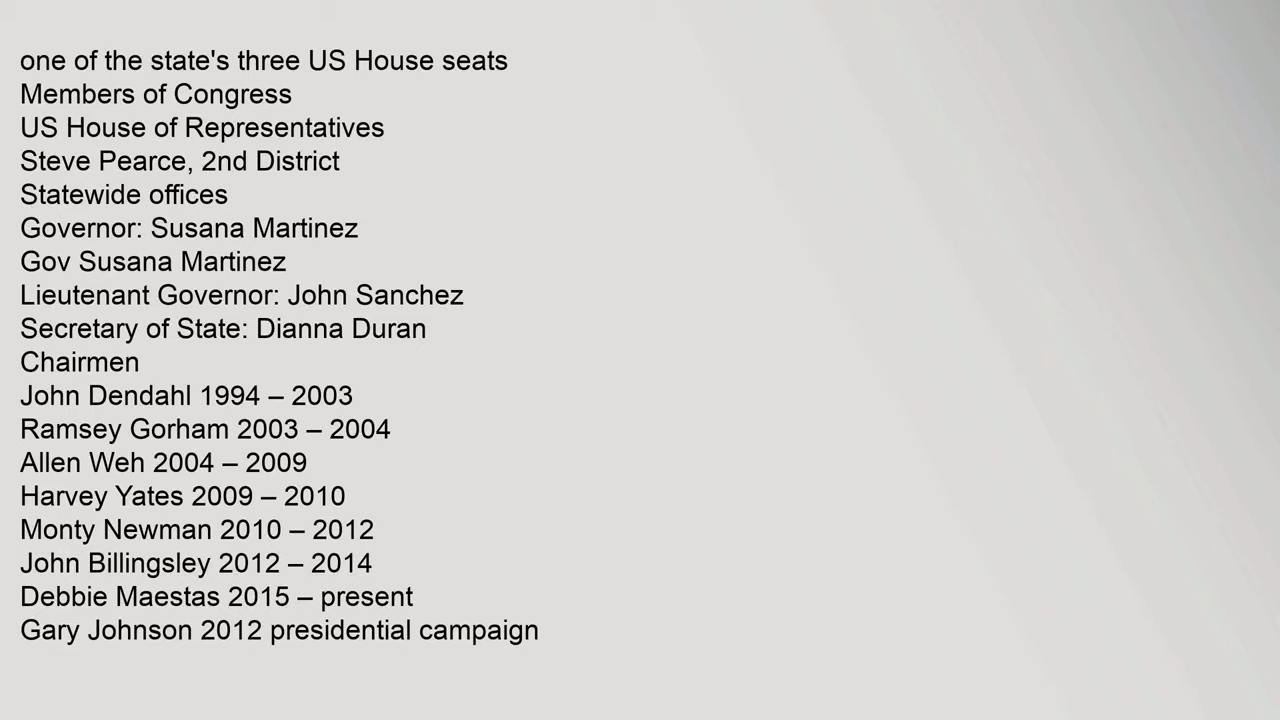 one of the state's three US House seats
Members of Congress
US House of Representatives
Steve Pearce, 2nd District
Statewide offices
Governor: Susana Martinez
Gov Susana Martinez
Lieutenant Governor: John Sanchez
Secretary of State: Dianna Duran
Chairmen
John Dendahl 1994 – 2003
Ramsey Gorham 2003 – 2004
Allen Weh 2004 – 2009
Harvey Yates 2009 – 2010
Monty Newman 2010 – 2012
John Billingsley 2012 – 2014
Debbie Maestas 2015 – present
Gary Johnson 2012 presidential campaign